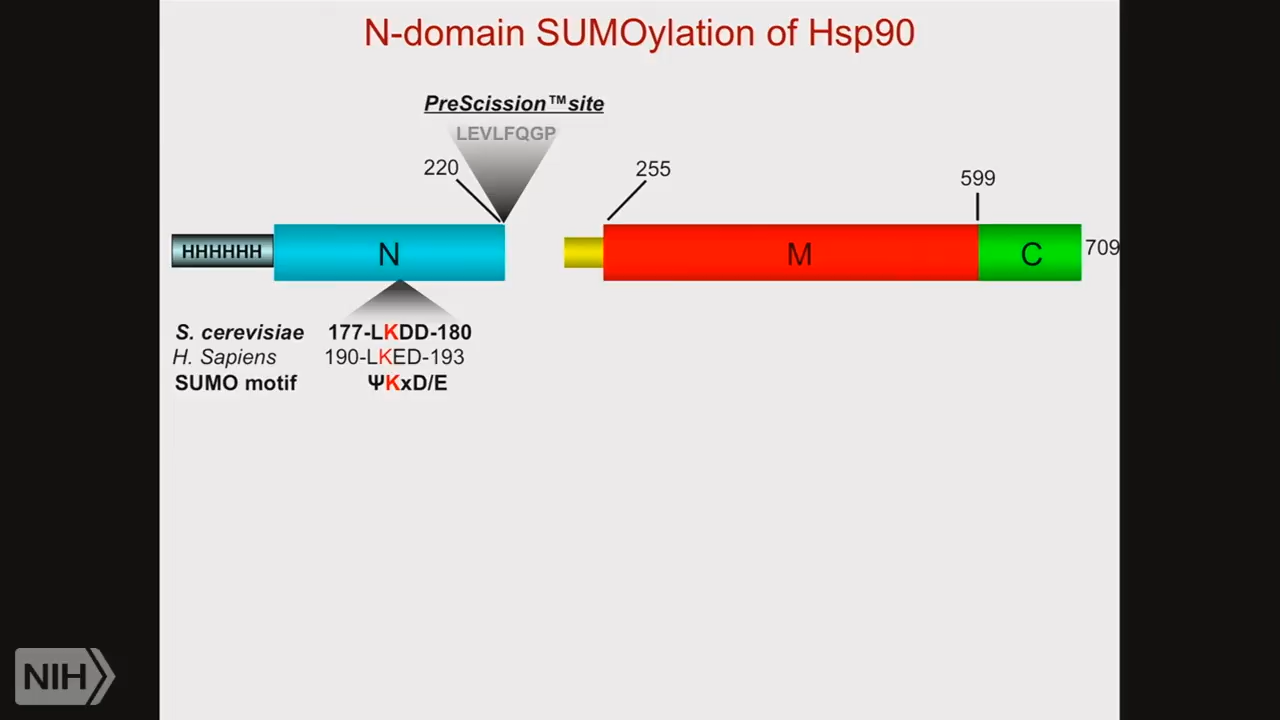 N-domain SUMOylation of Hsp90
PreScission™site
LEVLFQGP
220
255
599
HHHHHH
N
M
C
709
S. cerevisiae 177-LKDD-180
H. Sapiens 190-LKED-193
SUMO motif ΨKxD/E
NIH